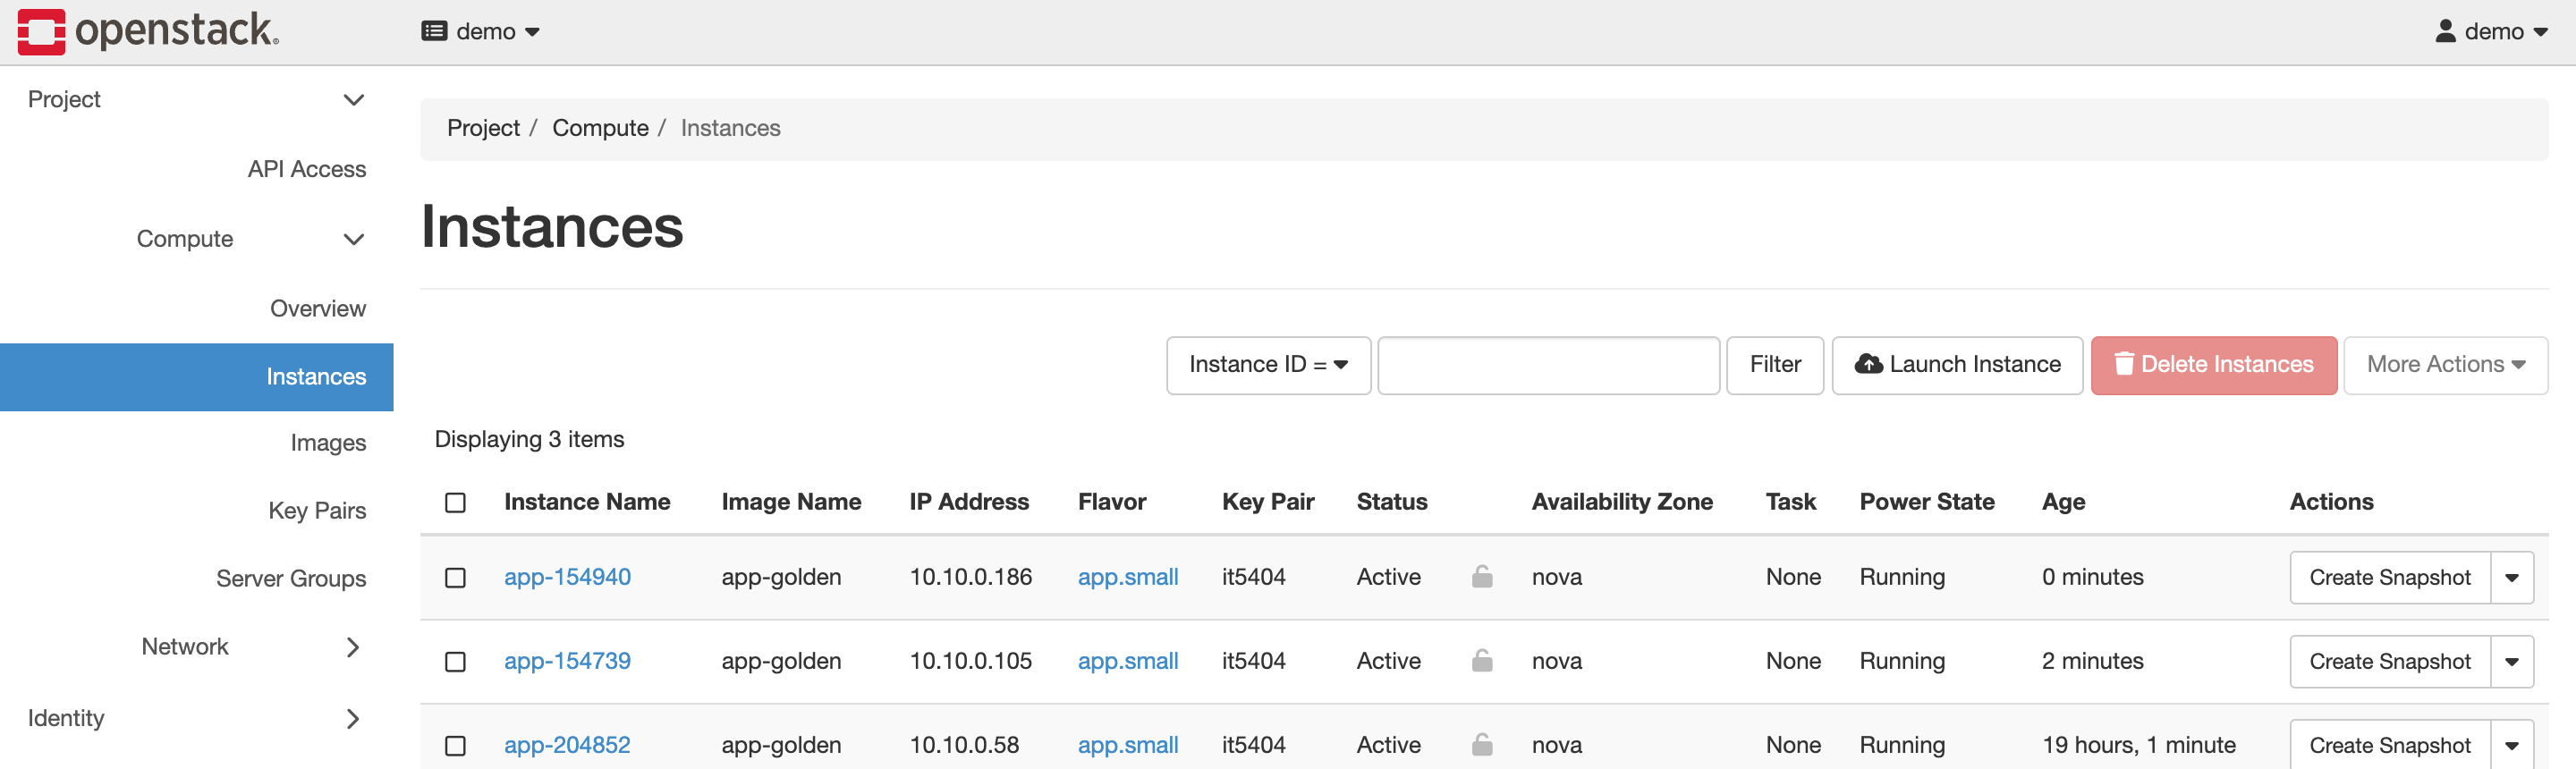 openstack.
demo
demo
Project
API Access
Compute
Overview
Instances
Images
Key Pairs
Server Groups
Network
Identity
Project / Compute / Instances
Instances
Instance ID = Filter Launch Instance Delete Instances More Actions
Displaying 3 items
Instance Name Image Name IP Address Flavor Key Pair Status Availability Zone Task Power State Age Actions
app-154940 app-golden 10.10.0.186 app.small it5404 Active nova None Running 0 minutes Create Snapshot
app-154739 app-golden 10.10.0.105 app.small it5404 Active nova None Running 2 minutes Create Snapshot
app-204852 app-golden 10.10.0.58 app.small it5404 Active nova None Running 19 hours, 1 minute Create Snapshot